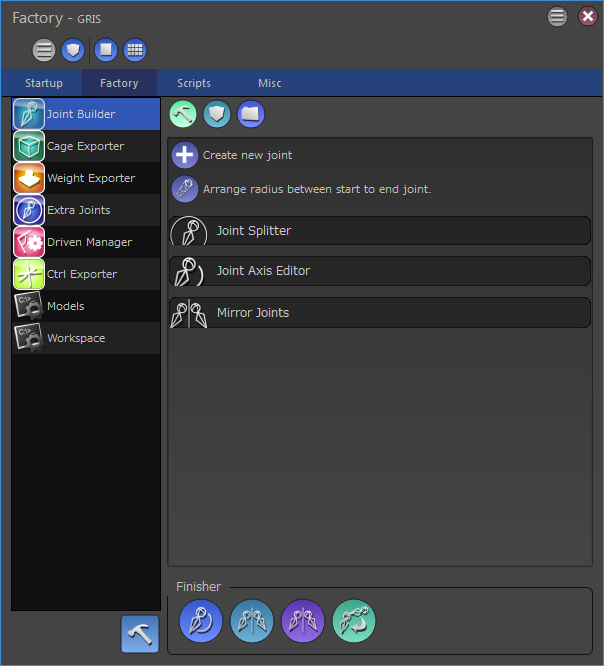 Factory - GRIS
Startup Factory Scripts Misc
Joint Builder
Cage Exporter
Weight Exporter
Extra Joints
Driven Manager
Ctrl Exporter
Models
Workspace
Create new joint
Arrange radius between start to end joint.
Joint Splitter
Joint Axis Editor
Mirror Joints
Finisher